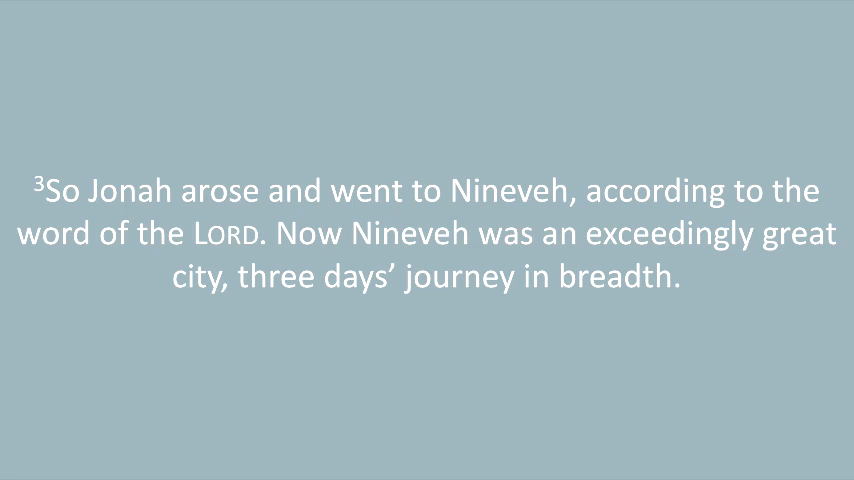 ³So Jonah arose and went to Nineveh, according to the
word of the LORD. Now Nineveh was an exceedingly great
city, three days’ journey in breadth.